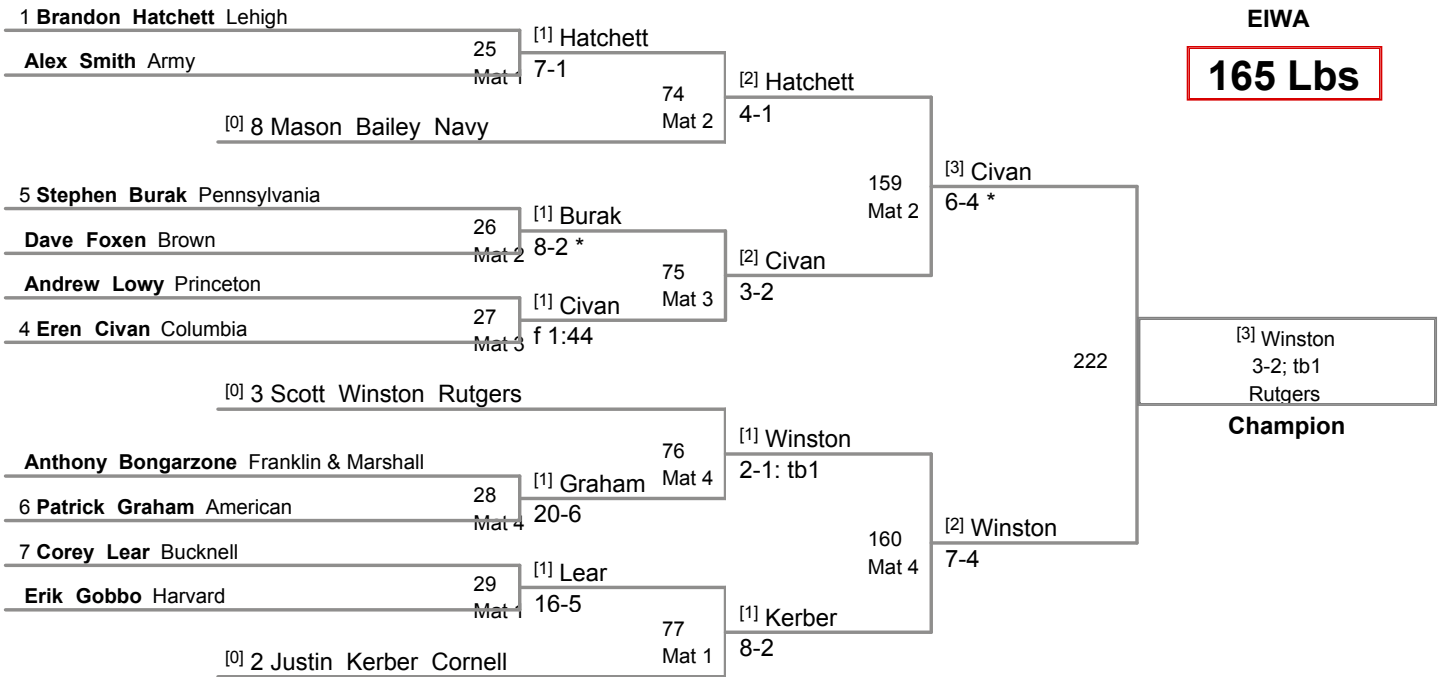 1 Brandon Hatchett Lehigh
Alex Smith Army
25
Mat 1
[1] Hatchett
7-1
[0] 8 Mason Bailey Navy
74
Mat 2
[2] Hatchett
4-1
5 Stephen Burak Pennsylvania
Dave Foxen Brown
26
Mat 2
[1] Burak
8-2 *
Andrew Lowy Princeton
4 Eren Civan Columbia
27
Mat 3
[1] Civan
f 1:44
75
Mat 3
[2] Civan
3-2
159
Mat 2
[3] Civan
6-4 *
[0] 3 Scott Winston Rutgers
Anthony Bongarzone Franklin & Marshall
6 Patrick Graham American
28
Mat 4
[1] Graham
20-6
76
Mat 4
[1] Winston
2-1: tb1
7 Corey Lear Bucknell
Erik Gobbo Harvard
29
Mat 1
[1] Lear
16-5
[0] 2 Justin Kerber Cornell
77
Mat 1
[1] Kerber
8-2
160
Mat 4
[2] Winston
7-4
222
EIWA
165 Lbs
[3] Winston
3-2; tb1
Rutgers
Champion